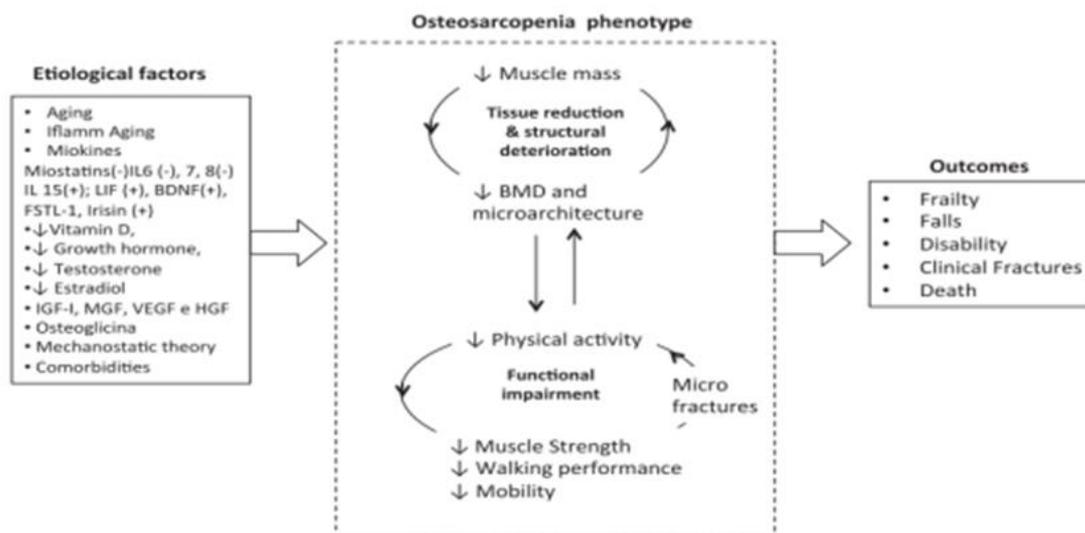 Osteosarcopenia phenotype
Etiological factors
• Aging
• Iflamm Aging
• Miokines
Miostatins(-)IL6 (-), 7, 8(-)
IL 15(+); LIF (+), BDNF(+),
FSTL-1, Irisin (+)
•↓Vitamin D,
•↓ Growth hormone,
•↓ Testosterone
•↓ Estradiol
• IGF-I, MGF, VEGF e HGF
• Osteoglicina
• Mechanostatic theory
• Comorbidities
↓ Muscle mass
Tissue reduction
& structural
deterioration
↓ BMD and
microarchitecture
↓ Physical activity
Functional
impairment
Micro
fractures
↓ Muscle Strength
↓ Walking performance
↓ Mobility
Outcomes
• Frailty
• Falls
• Disability
• Clinical Fractures
• Death